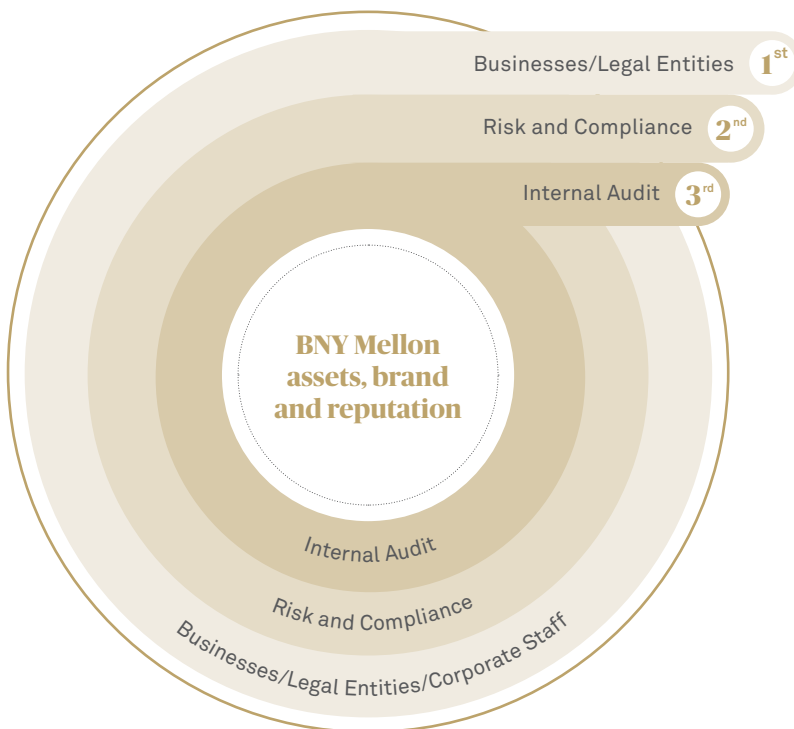 Businesses/Legal Entities 1st
Risk and Compliance 2nd
Internal Audit 3rd
BNY Mellon
assets, brand
and reputation
Internal Audit
Risk and Compliance
Businesses/Legal Entities/Corporate Staff